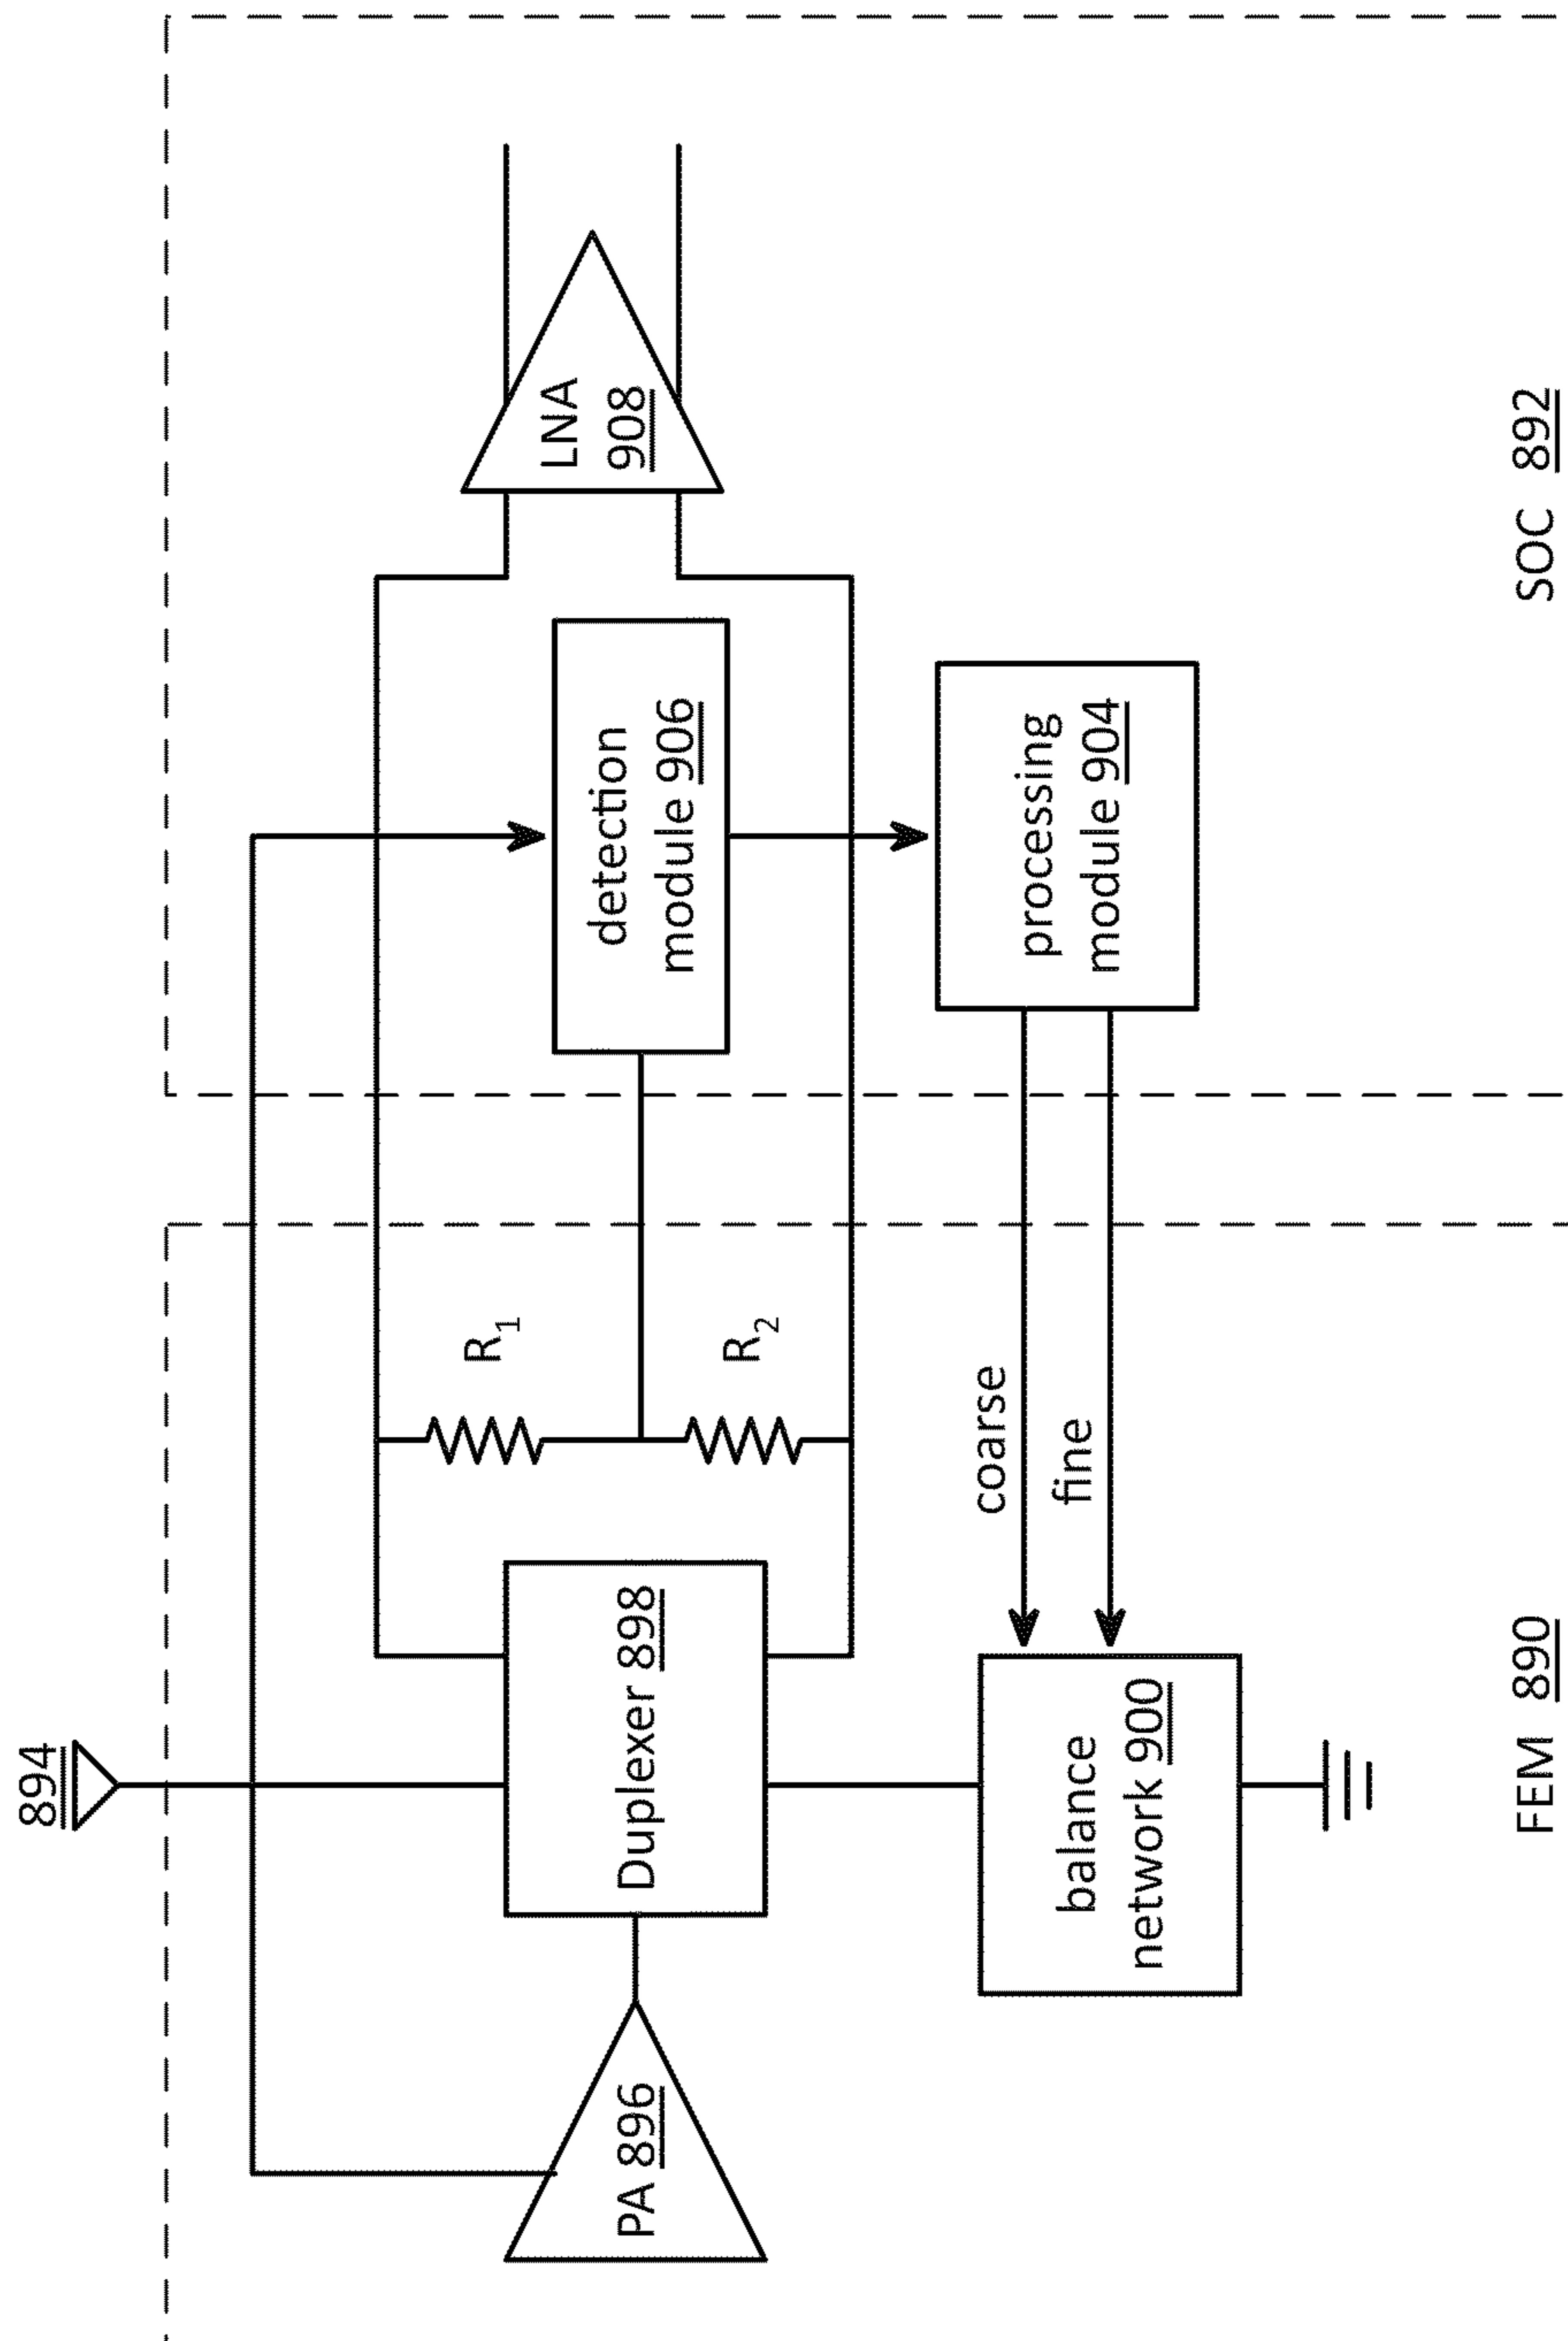 894
PA 896
Duplexer 898
balance
network 900
R1
R2
coarse
fine
detection
module 906
processing
module 904
LNA
908
FEM 890
SOC 892